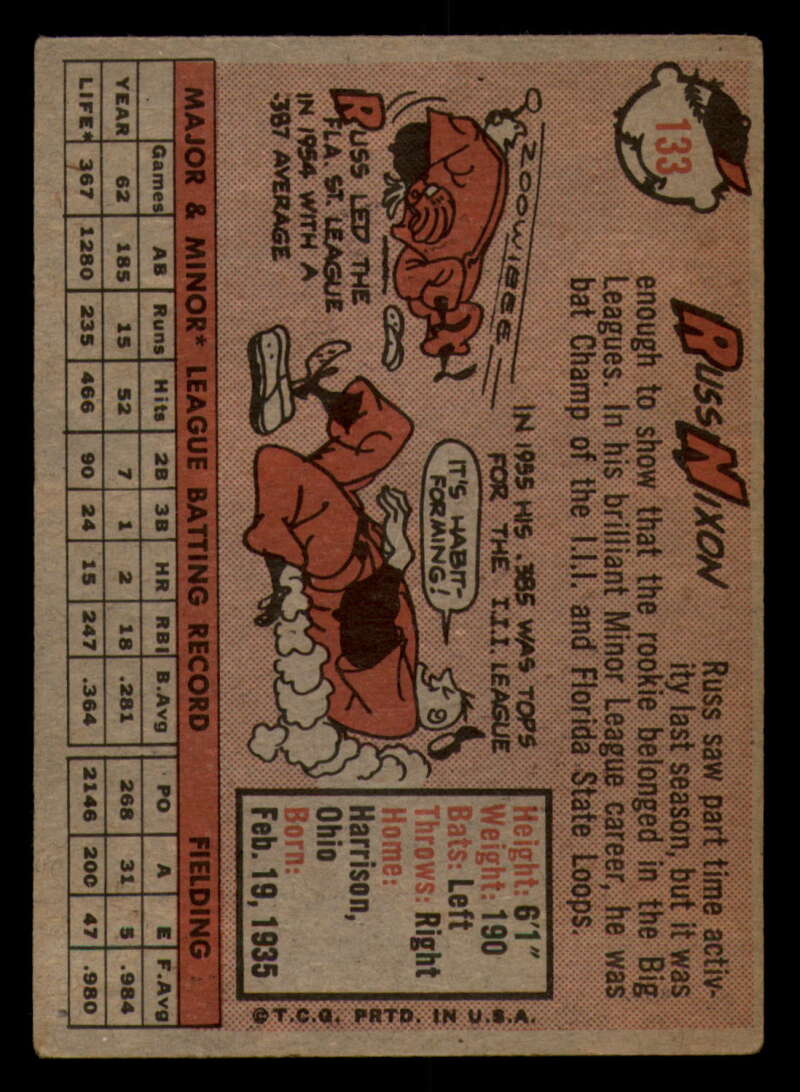 133
RUSS NIXON
Russ saw part time activ-
ity last season, but it was
enough to show that the rookie belonged in the Big
Leagues. In his brilliant Minor League career, he was
bat Champ of the I.I.I. and Florida State Loops.
ZOOWIEEE
RUSS LED THE
FLA. ST. LEAGUE
IN 1954 WITH A
.387 AVERAGE
IN 1955 HIS .385 WAS TOPS
FOR THE I.I.I. LEAGUE
IT'S HABIT-
FORMING!
Height: 6'1"
Weight: 190
Bats: Left
Throws: Right
Home:
Harrison,
Ohio
Born:
Feb. 19, 1935
© T.C.G. PRTD. IN U.S.A.
MAJOR & MINOR* LEAGUE BATTING RECORD FIELDING
Games AB Runs Hits 2B 3B HR RBI B.Avg PO A E F.Avg
YEAR 62 185 15 52 7 1 2 18 .281 268 31 5 .984
LIFE* 367 1280 235 466 90 24 15 247 .364 2146 200 47 .980